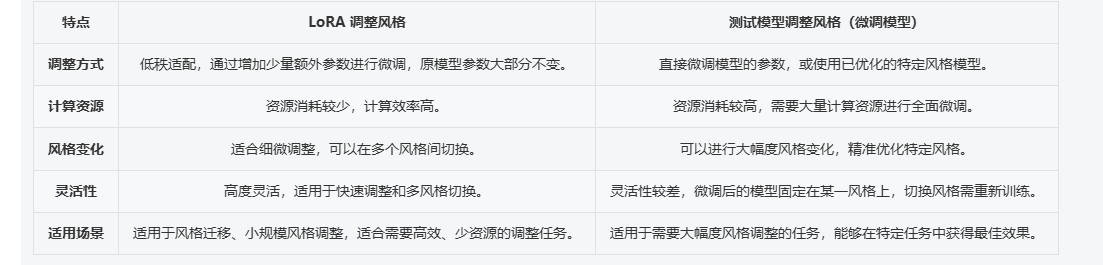 特点 LoRA 调整风格 测试模型调整风格（微调模型）
调整方式 低秩适配，通过增加少量额外参数进行微调，原模型参数大部分不变。 直接微调模型的参数，或使用已优化的特定风格模型。
计算资源 资源消耗较少，计算效率高。 资源消耗较高，需要大量计算资源进行全面微调。
风格变化 适合细微调整，可以在多个风格间切换。 可以进行大幅度风格变化，精准优化特定风格。
灵活性 高度灵活，适用于快速调整和多风格切换。 灵活性较差，微调后的模型固定在某一风格上，切换风格需重新训练。
适用场景 适用于风格迁移、小规模风格调整，适合需要高效、少资源的调整任务。 适用于需要大幅度风格调整的任务，能够在特定任务中获得最佳效果。